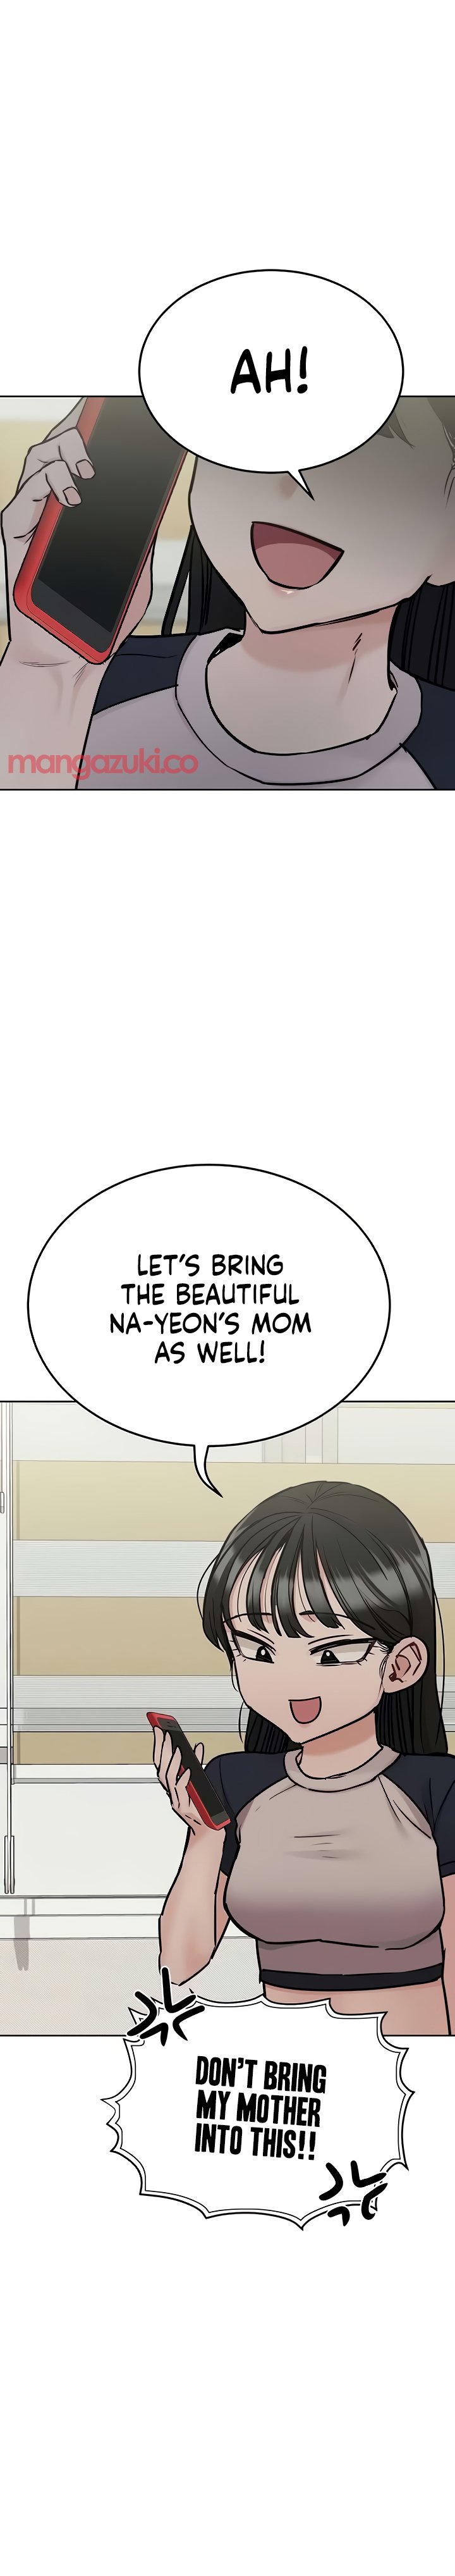 AH!
mangazuki.co
LET'S BRING
THE BEAUTIFUL
NA-YEON'S MOM
AS WELL!
DON'T BRING
MY MOTHER
INTO THIS!!